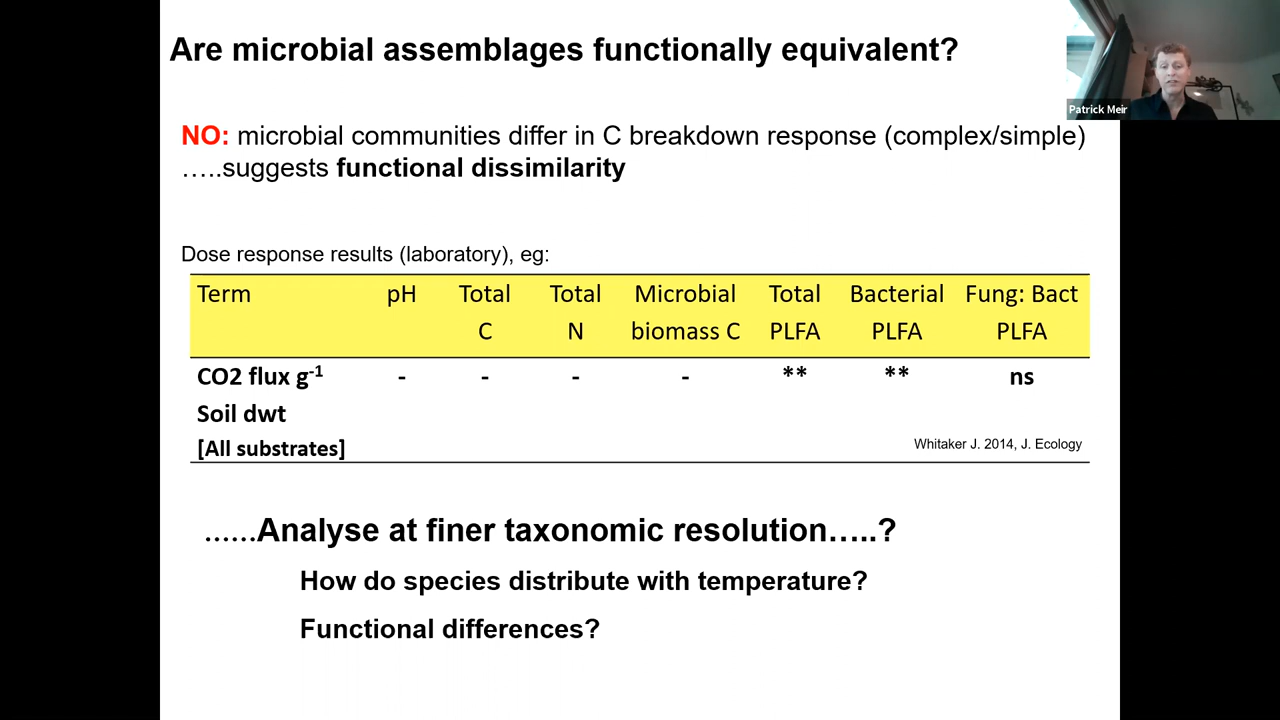 Are microbial assemblages functionally equivalent?
Patrick Meir
NO: microbial communities differ in C breakdown response (complex/simple)
…..suggests functional dissimilarity
Dose response results (laboratory), eg:
Term pH Total Total Microbial Total Bacterial Fung: Bact
C N biomass C PLFA PLFA PLFA
CO2 flux g-1 - - - - ** ** ns
Soil dwt
[All substrates]
Whitaker J. 2014, J. Ecology
……Analyse at finer taxonomic resolution…..?
How do species distribute with temperature?
Functional differences?